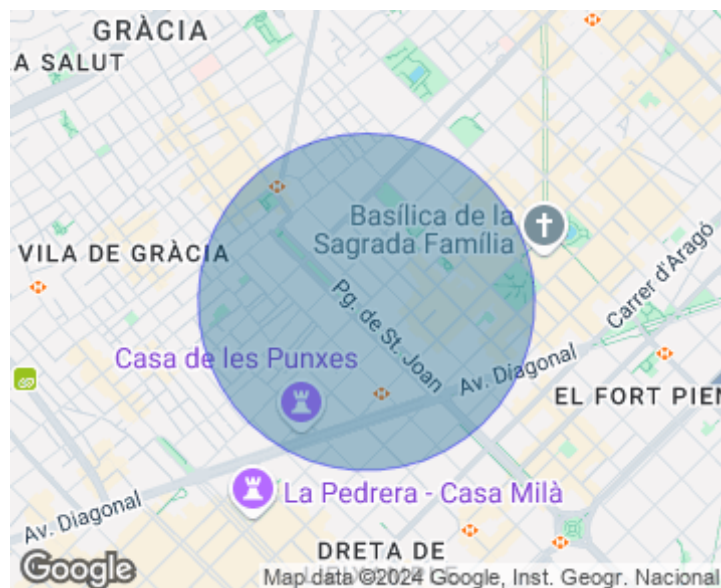 GRÀCIA
A SALUT
Basílica de la
Sagrada Família
VILA DE GRÀCIA
Carrer d'Aragó
Pg. de St. Joan
Casa de les Punxes
Av. Diagonal
EL FORT PIEN
La Pedrera - Casa Milà
Av. Diagonal
DRETA DE
Google
Map data ©2024 Google, Inst. Geogr. Nacional